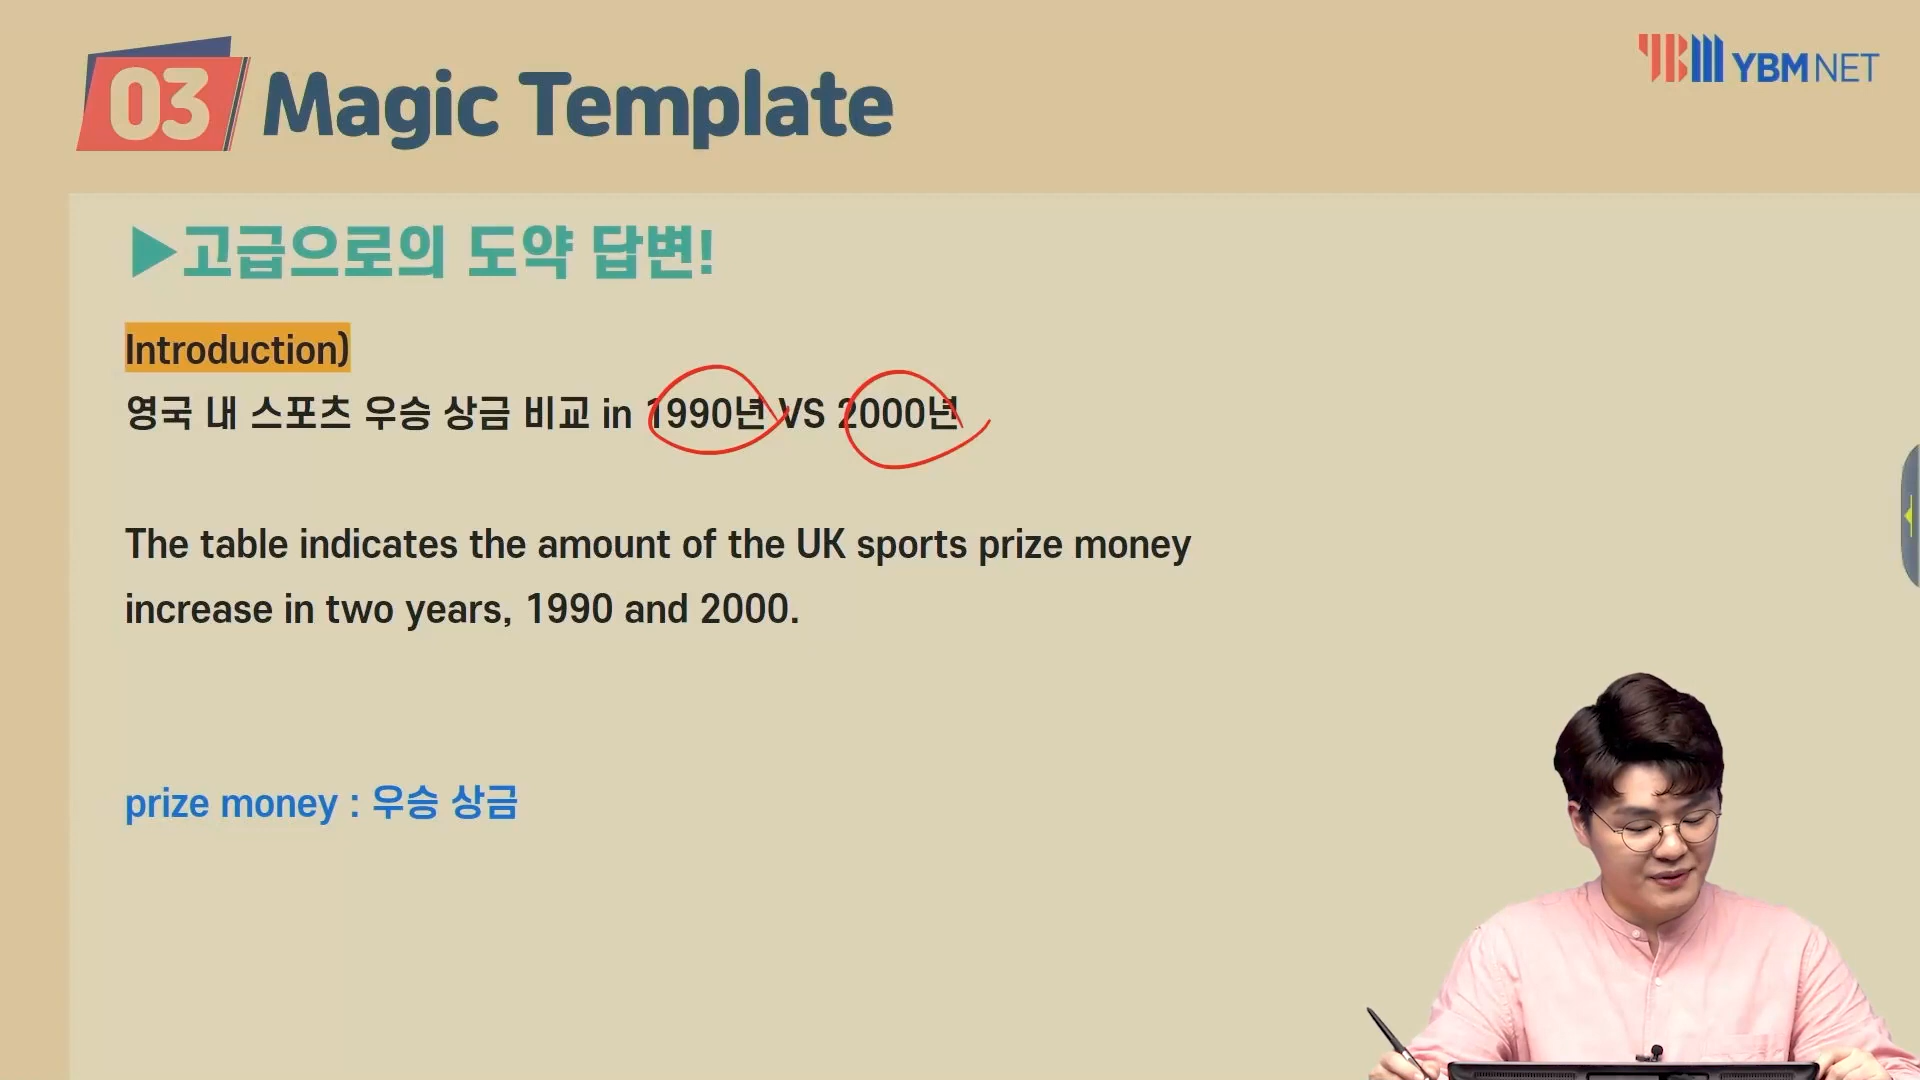 03 Magic Template
YBM NET
▶고급으로의 도약 답변!
Introduction)
영국 내 스포츠 우승 상금 비교 in 1990년 VS 2000년
The table indicates the amount of the UK sports prize money
increase in two years, 1990 and 2000.
prize money : 우승 상금